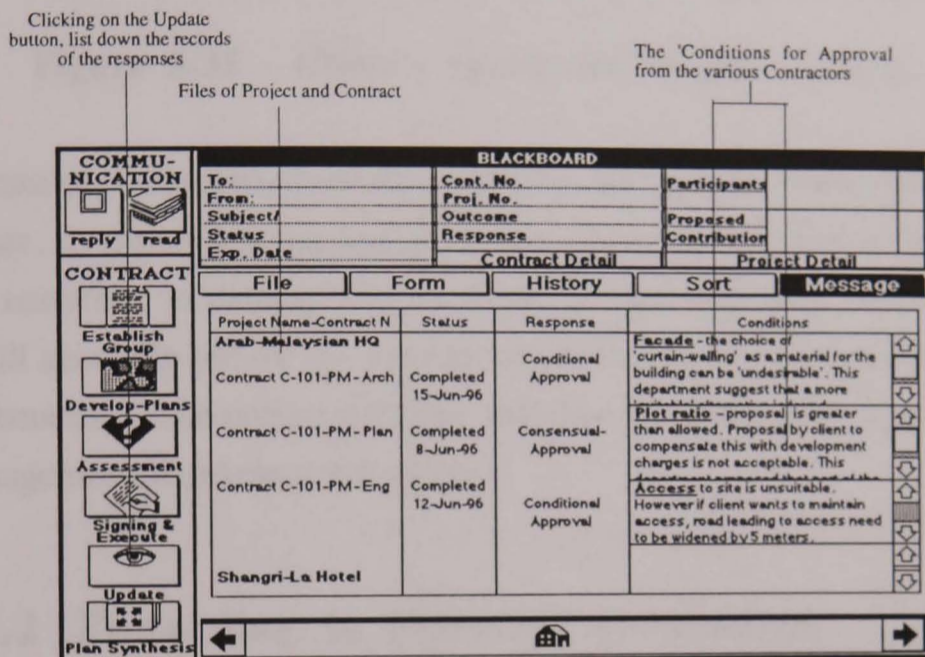 Clicking on the Update
button, list down the records
of the responses
The 'Conditions for Approval
from the various Contractors
Files of Project and Contract
COMMU-
NICATION
reply read
CONTRACT
Establish
Group
Develop-Plans
Assessment
Signing &
Execute
Update
Plan Synthesis
BLACKBOARD
To:
From:
Subject/
Status
Exp. Date
Cont. No.
Proj. No.
Outcome
Response
Contract Detail
Participants
Proposed
Contribution
Project Detail
File Form History Sort Message
Project Name-Contract N Status Response Conditions
Arab-Malaysian HQ
Contract C-101-PM-Arch
Completed
15-Jun-96
Conditional
Approval
Facade - the choice of
'curtain-walling' as a material for the
building can be 'undesirable'. This
department suggest that a more
Contract C-101-PM-Plan
Completed
8-Jun-96
Consensual-
Approval
Plot ratio - proposal is greater
than allowed. Proposal by client to
compensate this with development
charges is not acceptable. This
Contract C-101-PM-Eng
Completed
12-Jun-96
Conditional
Approval
Access to site is unsuitable.
However if client wants to maintain
access, road leading to access need
to be widened by 5 meters.
Shangri-La Hotel